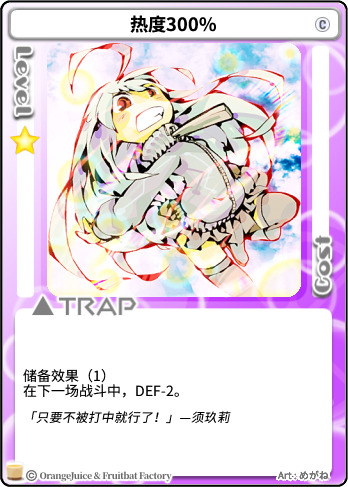 热度300%
C
Level
Cost
TRAP
储备效果（1）
在下一场战斗中，DEF-2。
「只要不被打中就行了！」—须玖莉
© OrangeJuice & Fruitbat Factory
Art.: めがね